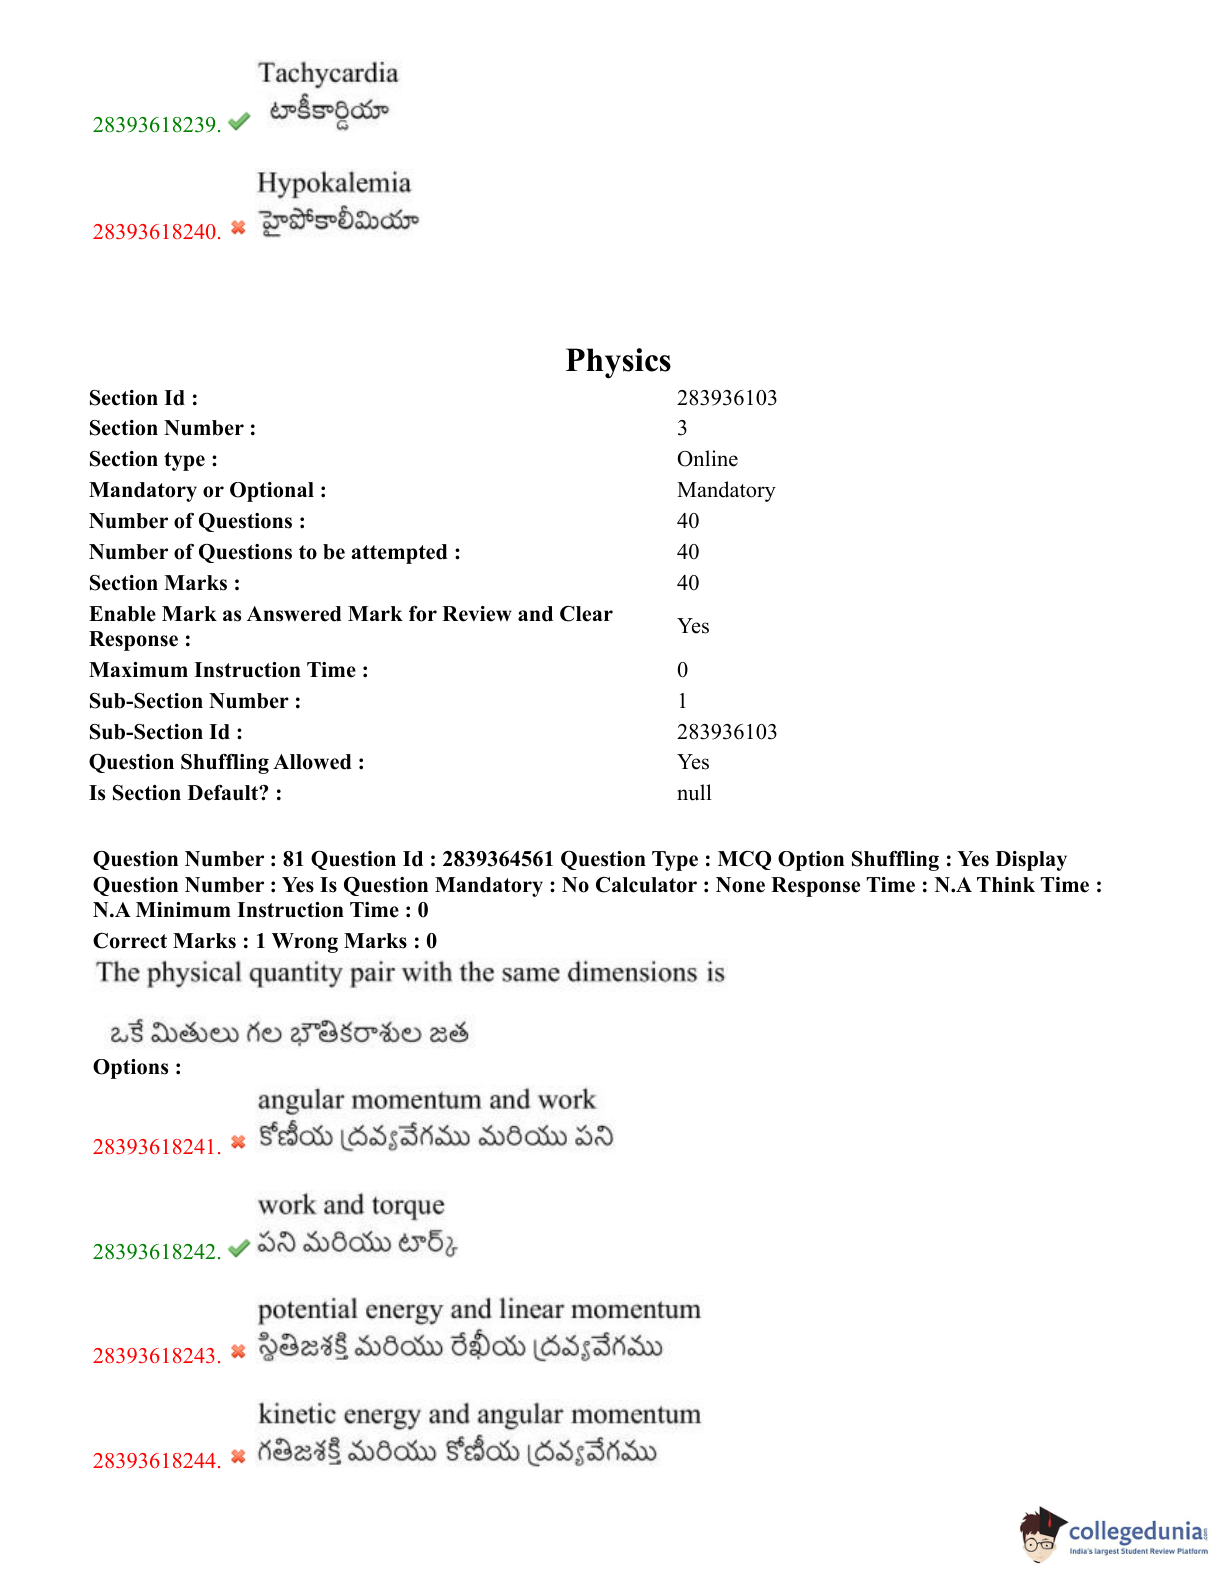 Tachycardia
టాకీకార్డియా
28393618239.
Hypokalemia
హైపోకాలీమియా
28393618240.
Physics
Section Id : 283936103
Section Number : 3
Section type : Online
Mandatory or Optional : Mandatory
Number of Questions : 40
Number of Questions to be attempted : 40
Section Marks : 40
Enable Mark as Answered Mark for Review and Clear
Response : Yes
Maximum Instruction Time : 0
Sub-Section Number : 1
Sub-Section Id : 283936103
Question Shuffling Allowed : Yes
Is Section Default? : null
Question Number : 81 Question Id : 2839364561 Question Type : MCQ Option Shuffling : Yes Display
Question Number : Yes Is Question Mandatory : No Calculator : None Response Time : N.A Think Time :
N.A Minimum Instruction Time : 0
Correct Marks : 1 Wrong Marks : 0
The physical quantity pair with the same dimensions is
ఒకే మితులు గల భౌతికరాశుల జత
Options :
angular momentum and work
28393618241. కోణీయ ద్రవ్యవేగము మరియు పని
work and torque
28393618242. పని మరియు టార్క్
potential energy and linear momentum
28393618243. స్థితిజశక్తి మరియు రేఖీయ ద్రవ్యవేగము
kinetic energy and angular momentum
28393618244. గతిజశక్తి మరియు కోణీయ ద్రవ్యవేగము
collegedunia
India's largest Student Review Platform